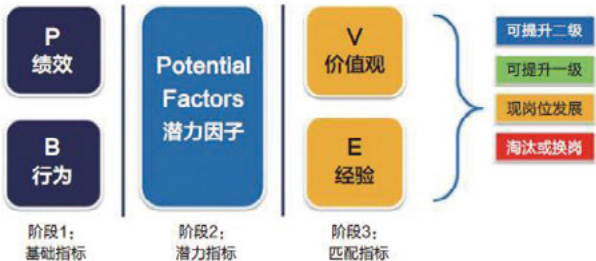 P
绩效
B
行为
Potential
Factors
潜力因子
V
价值观
E
经验
可提升二级
可提升一级
现岗位发展
淘汰或换岗
阶段1：
基础指标
阶段2：
潜力指标
阶段3：
匹配指标